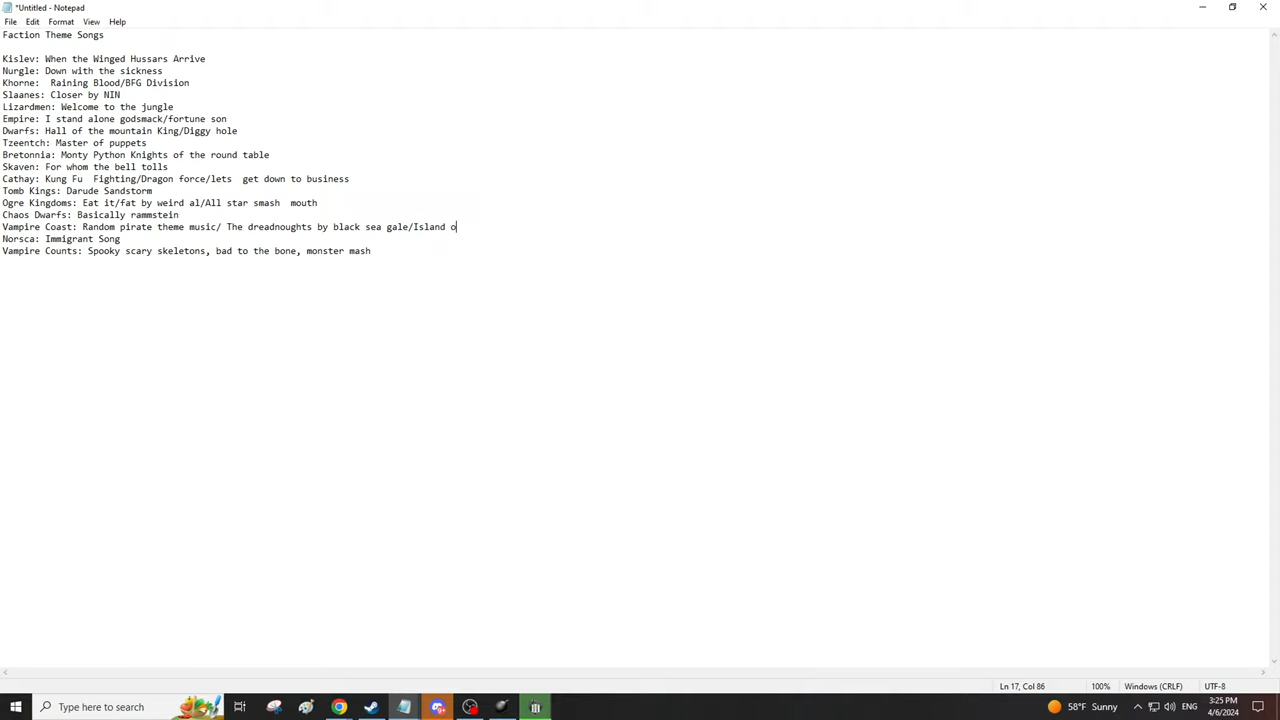 *Untitled - Notepad
File Edit Format View Help
Faction Theme Songs
Kislev: When the Winged Hussars Arrive
Nurgle: Down with the sickness
Khorne:  Raining Blood/BFG Division
Slaanes: Closer by NIN
Lizardmen: Welcome to the jungle
Empire: I stand alone godsmack/fortune son
Dwarfs: Hall of the mountain King/Diggy hole
Tzeentch: Master of puppets
Bretonnia: Monty Python Knights of the round table
Skaven: For whom the bell tolls
Cathay: Kung Fu  Fighting/Dragon force/lets  get down to business
Tomb Kings: Darude Sandstorm
Ogre Kingdoms: Eat it/fat by weird al/All star smash  mouth
Chaos Dwarfs: Basically rammstein
Vampire Coast: Random pirate theme music/ The dreadnoughts by black sea gale/Island o
Norsca: Immigrant Song
Vampire Counts: Spooky scary skeletons, bad to the bone, monster mash
Ln 17, Col 86 100% Windows (CRLF) UTF-8
Type here to search 58°F Sunny ENG 3:25 PM
4/6/2024